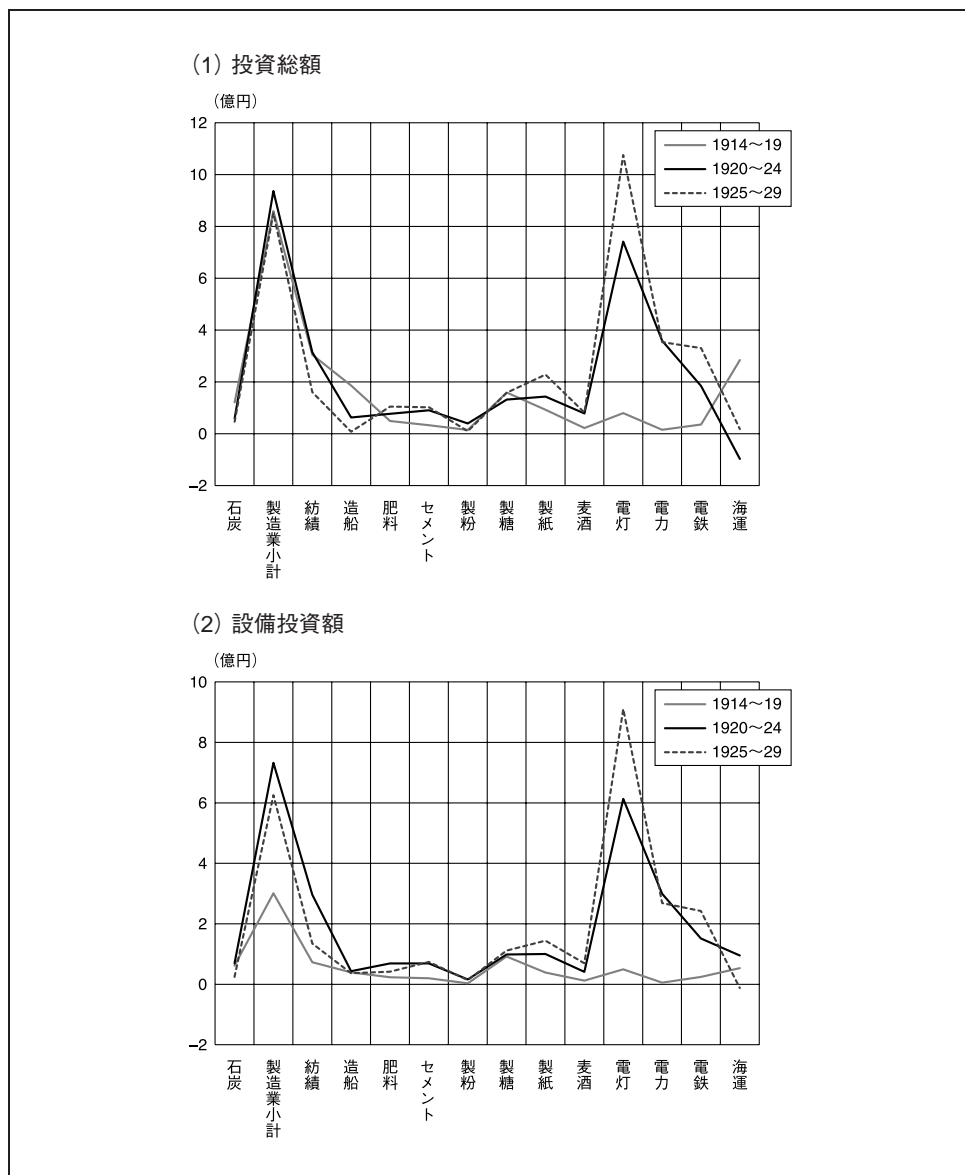 (1) 投資総額
(億円)
12
10
8
6
4
2
0
−2
1914〜19
1920〜24
1925〜29
石炭
製造業小計
紡績
造船
肥料
セメント
製粉
製糖
製紙
麦酒
電灯
電力
電鉄
海運
(2) 設備投資額
(億円)
10
8
6
4
2
0
−2
1914〜19
1920〜24
1925〜29
石炭
製造業小計
紡績
造船
肥料
セメント
製粉
製糖
製紙
麦酒
電灯
電力
電鉄
海運